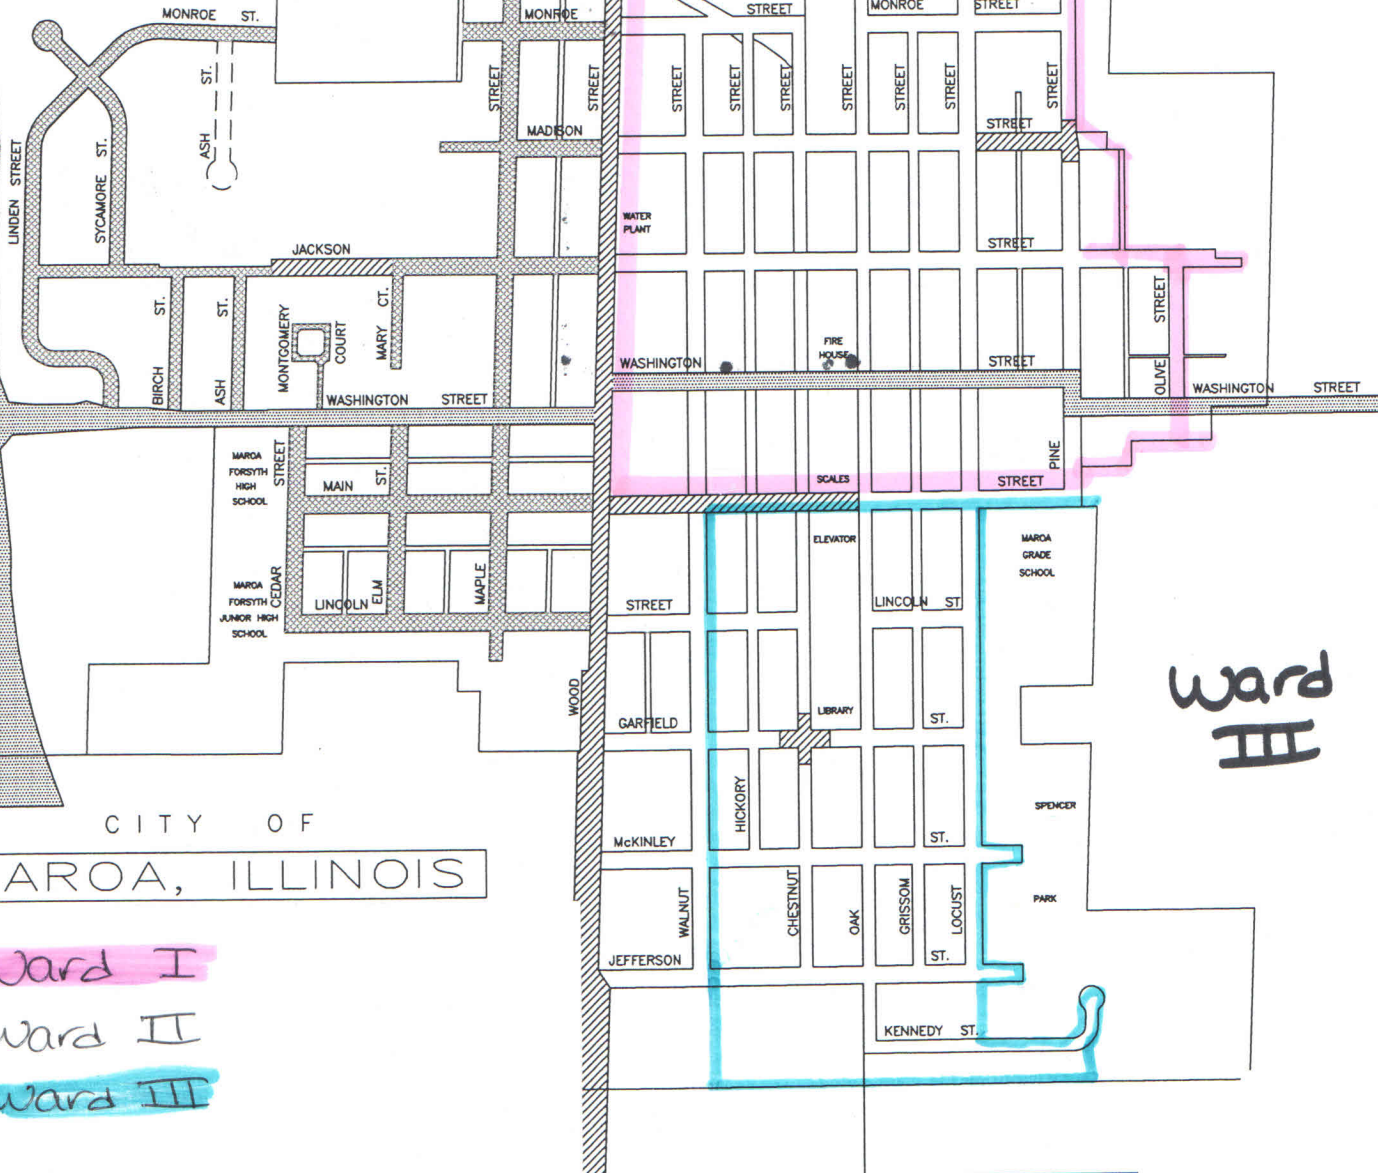 MONROE ST.
MONROE
STREET
MONROE
STREET
ST.
ASH
STREET
STREET
STREET
STREET
STREET
STREET
STREET
STREET
MADISON
STREET
LINDEN STREET
SYCAMORE ST.
WATER
PLANT
STREET
JACKSON
BIRCH ST.
ASH ST.
MONTGOMERY
COURT
MARY CT.
OLIVE STREET
FIRE
HOUSE
WASHINGTON
STREET
WASHINGTON STREET
WASHINGTON STREET
MAROA
FORSYTH
HIGH
SCHOOL
CEDAR STREET
MAIN
ST.
SCALES
STREET
PINE
ELEVATOR
MAROA
GRADE
SCHOOL
MAROA
FORSYTH
JUNIOR HIGH
SCHOOL
LINCOLN
ELM
MAPLE
STREET
LINCOLN ST
Ward
III
WOOD
GARFIELD
LIBRARY
ST.
HICKORY
SPENCER
PARK
CITY OF
AROA, ILLINOIS
McKINLEY
ST.
WALNUT
CHESTNUT
OAK
GRISSOM
LOCUST
JEFFERSON
ST.
KENNEDY ST.
Ward I
Ward II
Ward III